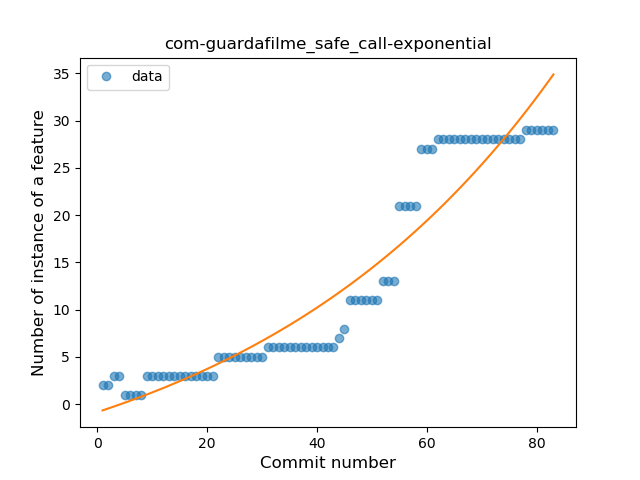 com-guardafilme_safe_call-exponential
data
Number of instance of a feature
35
30
25
20
15
10
5
0
0 20 40 60 80
Commit number